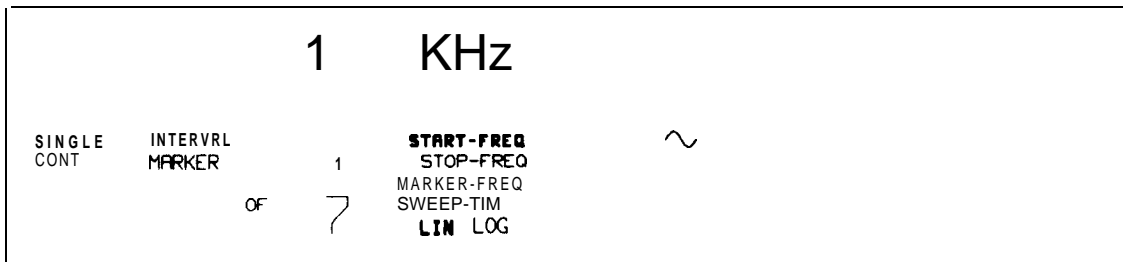 1 KHz
SINGLE INTERVRL START-FREQ
CONT MARKER 1 STOP-FREQ
MARKER-FREQ
OF 7 SWEEP-TIM
LIN LOG